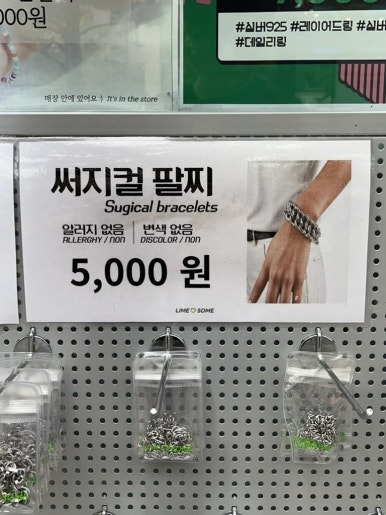 000원
매장 안에 있어요 :) It's in the store
#실버925 #레이어드링 #실버
#데일리링
써지컬 팔찌
Sugical bracelets
알러지 없음 | 변색 없음
ALLERGHY / NON | DISCOLOR / NON
5,000 원
LIME SOME